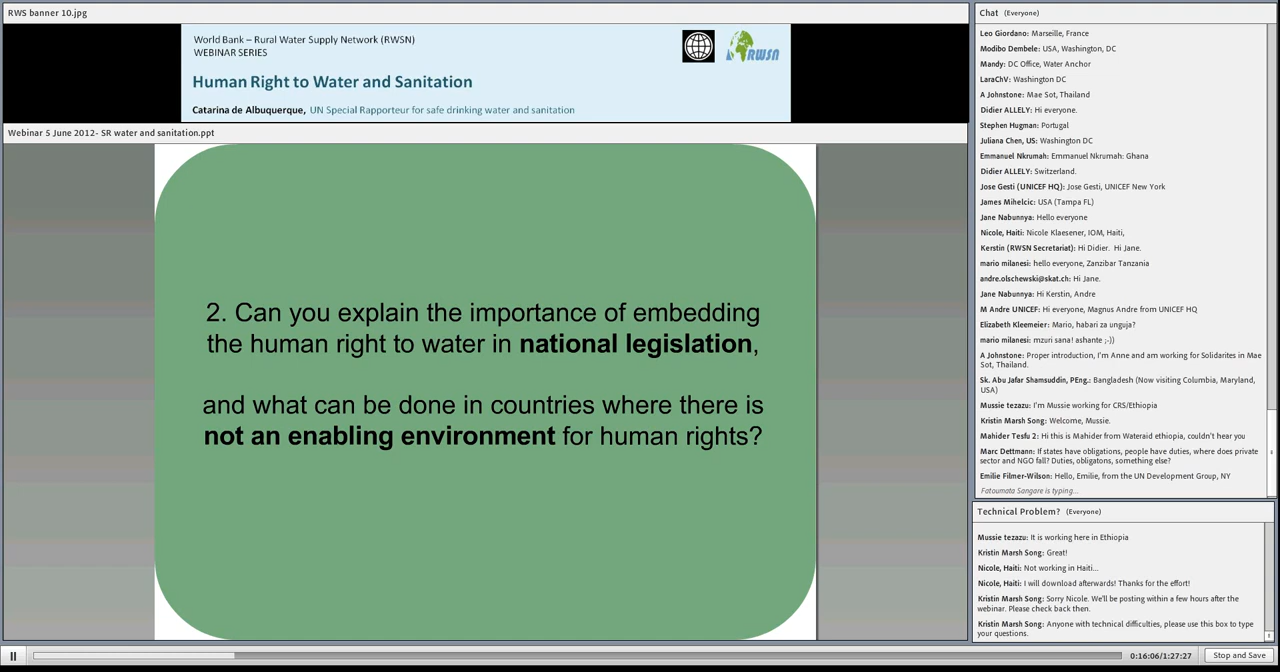 RWS banner 10.jpg
World Bank – Rural Water Supply Network (RWSN)
WEBINAR SERIES
RWSN
Human Right to Water and Sanitation
Catarina de Albuquerque, UN Special Rapporteur for safe drinking water and sanitation
Webinar 5 June 2012- SR water and sanitation.ppt
2. Can you explain the importance of embedding
the human right to water in national legislation,
and what can be done in countries where there is
not an enabling environment for human rights?
0:16:06/1:27:27
Stop and Save
Chat (Everyone)
Leo Giordano: Marseille, France
Modibo Dembele: USA, Washington, DC
Mandy: DC Office, Water Anchor
LaraChV: Washington DC
A Johnstone: Mae Sot, Thailand
Didier ALLELY: Hi everyone.
Stephen Hugman: Portugal
Juliana Chen, US: Washington DC
Emmanuel Nkrumah: Emmanuel Nkrumah: Ghana
Didier ALLELY: Switzerland.
Jose Gesti (UNICEF HQ): Jose Gesti, UNICEF New York
James Mihelcic: USA (Tampa FL)
Jane Nabunnya: Hello everyone
Nicole, Haiti: Nicole Klaesener, IOM, Haiti,
Kerstin (RWSN Secretariat): Hi Didier. Hi Jane.
mario milanesi: hello everyone, Zanzibar Tanzania
andre.olschewski@skat.ch: Hi Jane.
Jane Nabunnya: Hi Kerstin, Andre
M Andre UNICEF: Hi everyone, Magnus Andre from UNICEF HQ
Elizabeth Kleemeier: Mario, habari za unguja?
mario milanesi: mzuri sana! ashante ;-))
A Johnstone: Proper introduction, I'm Anne and am working for Solidarites in Mae
Sot, Thailand.
Sk. Abu Jafar Shamsuddin, PEng.: Bangladesh (Now visiting Columbia, Maryland,
USA)
Mussie tezazu: I'm Mussie working for CRS/Ethiopia
Kristin Marsh Song: Welcome, Mussie.
Mahider Tesfu 2: Hi this is Mahider from Wateraid ethiopia, couldn't hear you
Marc Dettmann: If states have obligations, people have duties, where does private
sector and NGO fall? Duties, obligatons, something else?
Emilie Filmer-Wilson: Hello, Emilie, from the UN Development Group, NY
Fatoumata Sangare is typing...
Technical Problem? (Everyone)
Mussie tezazu: It is working here in Ethiopia
Kristin Marsh Song: Great!
Nicole, Haiti: Not working in Haiti...
Nicole, Haiti: I will download afterwards! Thanks for the effort!
Kristin Marsh Song: Sorry Nicole. We'll be posting within a few hours after the
webinar. Please check back then.
Kristin Marsh Song: Anyone with technical difficulties, please use this box to type
your questions.